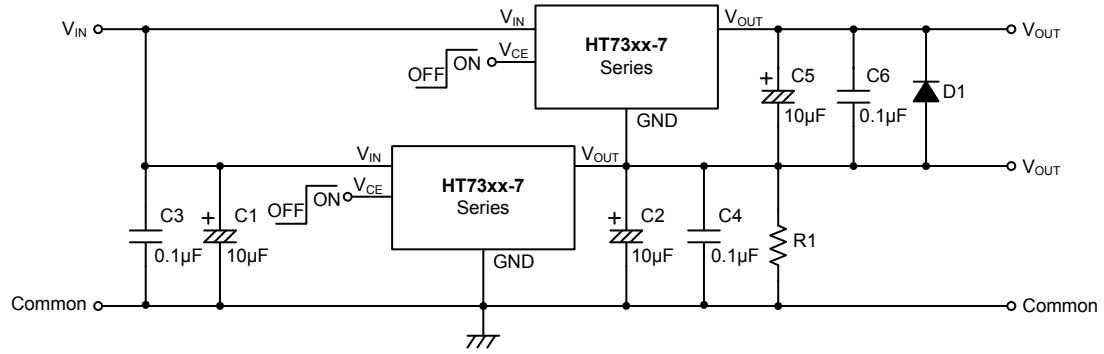 VIN
VIN
HT73xx-7
Series
VOUT
VOUT
OFF
ON
VCE
GND
+
C5
10µF
C6
0.1µF
D1
VIN
HT73xx-7
Series
VOUT
VOUT
OFF
ON
VCE
GND
C3
0.1µF
+
C1
10µF
+
C2
10µF
C4
0.1µF
R1
Common
Common